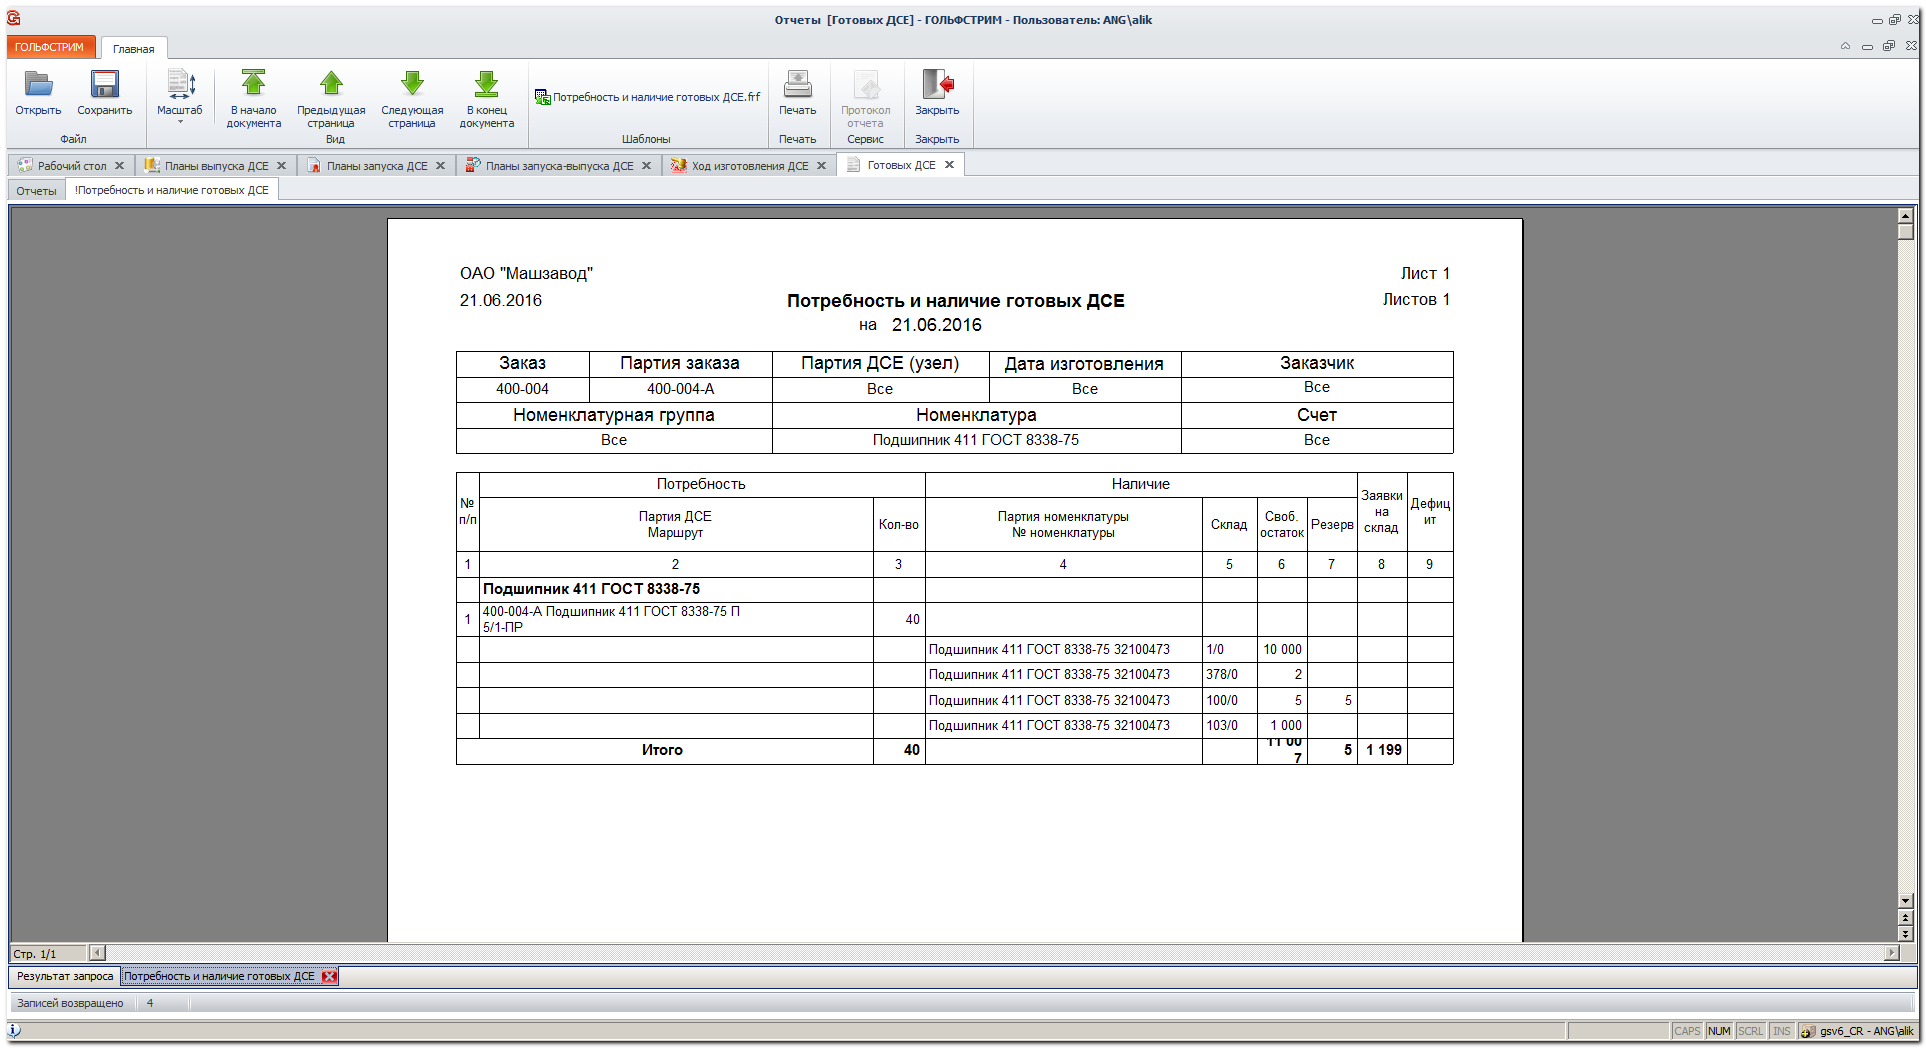 Отчеты [Готовых ДСЕ] - ГОЛЬФСТРИМ - Пользователь: ANG\alik
ГОЛЬФСТРИМ
Главная
Открыть
Сохранить
Файл
Масштаб
В начало документа
Предыдущая страница
Следующая страница
В конец документа
Вид
Потребность и наличие готовых ДСЕ.frf
Шаблоны
Печать
Печать
Протокол отчета
Сервис
Закрыть
Закрыть
Рабочий стол
Планы выпуска ДСЕ
Планы запуска ДСЕ
Планы запуска-выпуска ДСЕ
Ход изготовления ДСЕ
Готовых ДСЕ
Отчеты
!Потребность и наличие готовых ДСЕ
ОАО "Машзавод"
Лист 1
21.06.2016
Потребность и наличие готовых ДСЕ
Листов 1
на 21.06.2016
Заказ Партия заказа Партия ДСЕ (узел) Дата изготовления Заказчик
400-004 400-004-А Все Все Все
Номенклатурная группа Номенклатура Счет
Все Подшипник 411 ГОСТ 8338-75 Все
№ п/п
Потребность
Наличие
Заявки на склад
Дефиц ит
Партия ДСЕ
Маршрут
Кол-во
Партия номенклатуры
№ номенклатуры
Склад
Своб. остаток
Резерв
1 2 3 4 5 6 7 8 9
Подшипник 411 ГОСТ 8338-75
1 400-004-А Подшипник 411 ГОСТ 8338-75 П 40
5/1-ПР
Подшипник 411 ГОСТ 8338-75 32100473 1/0 10 000
Подшипник 411 ГОСТ 8338-75 32100473 378/0 2
Подшипник 411 ГОСТ 8338-75 32100473 100/0 5 5
Подшипник 411 ГОСТ 8338-75 32100473 103/0 1 000
Итого 40 11 007 5 1 199
Стр. 1/1
Результат запроса
Потребность и наличие готовых ДСЕ
Записей возвращено 4
CAPS NUM SCRL INS gsv6_CR - ANG\alik